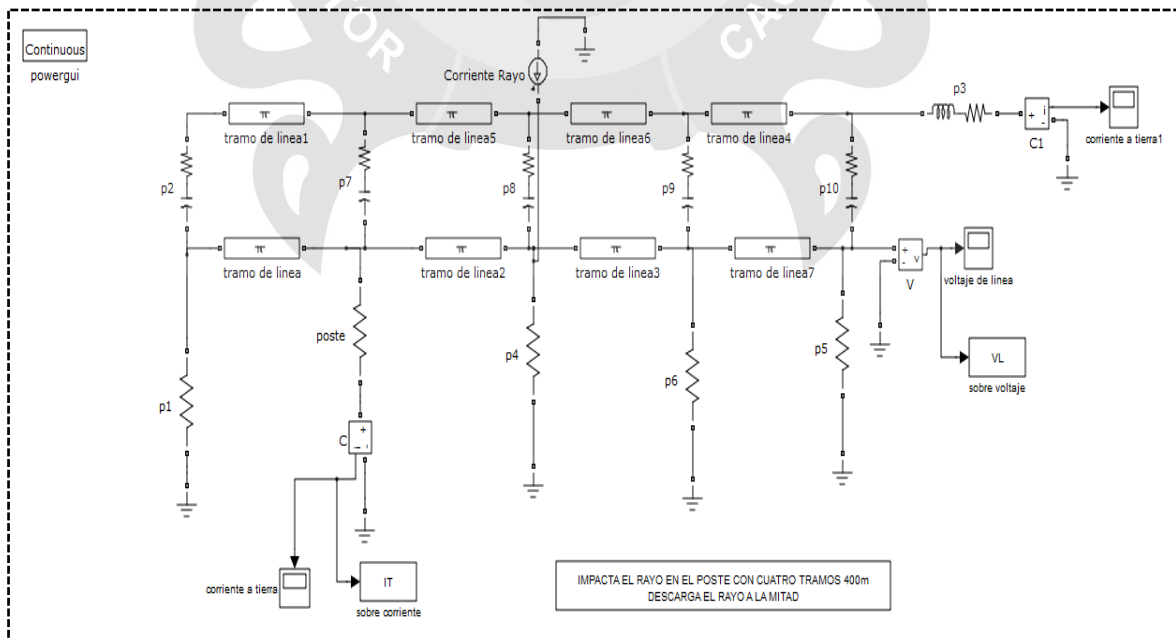 TOR
CAC
Continuous
powergui
Corriente Rayo
p3
i
+
-
C1
corriente a tierra1
π
π
π
π
tramo de linea1
tramo de linea5
tramo de linea6
tramo de linea4
p2
p7
p8
p9
p10
π
π
π
π
tramo de linea
tramo de linea2
tramo de linea3
tramo de linea7
+
-
v
V
voltaje de linea
poste
p4
p5
p6
VL
sobre voltaje
p1
C
+
-
i
corriente a tierra
IT
sobre corriente
IMPACTA EL RAYO EN EL POSTE CON CUATRO TRAMOS 400m
DESCARGA EL RAYO A LA MITAD